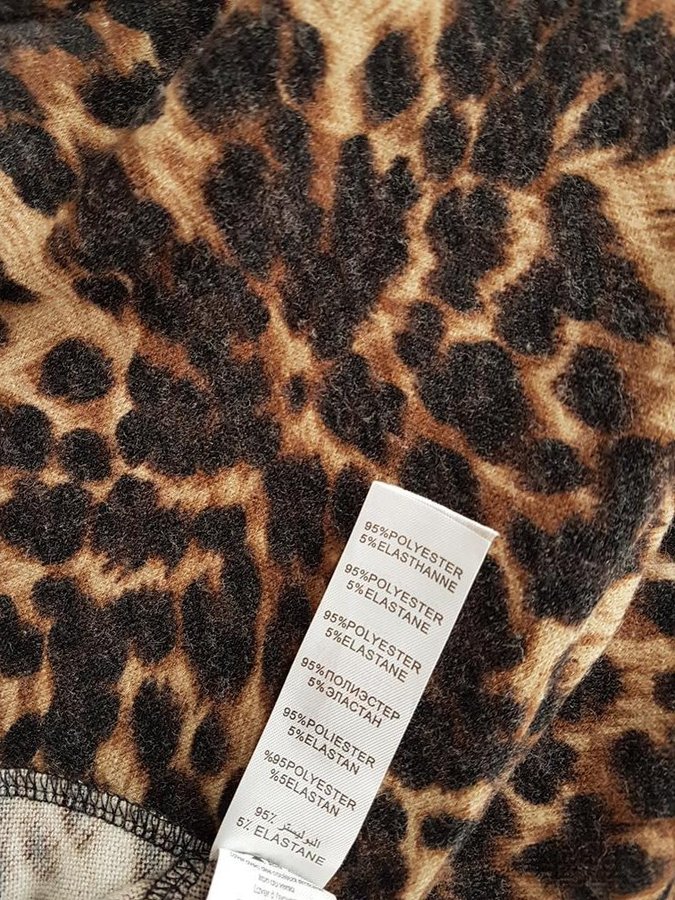 95%POLYESTER
5%ELASTHANNE
95%POLYESTER
5%ELASTANE
95%POLYESTER
5%ELASTANE
95%ПОЛИЭСТЕР
5%ЭЛАСТАН
95%POLIESTER
5%ELASTAN
%95POLYESTER
%5ELASTAN
95% البوليستر
5% ELASTANE